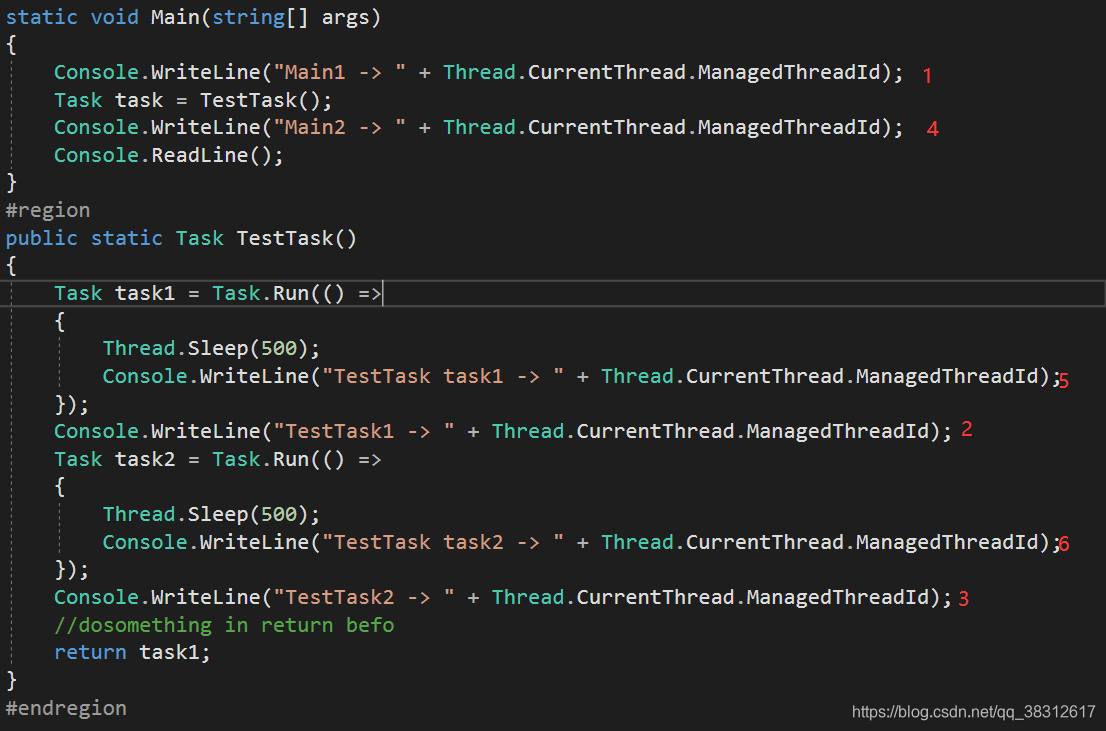 static void Main(string[] args)
{
    Console.WriteLine("Main1 -> " + Thread.CurrentThread.ManagedThreadId); 1
    Task task = TestTask();
    Console.WriteLine("Main2 -> " + Thread.CurrentThread.ManagedThreadId); 4
    Console.ReadLine();
}
#region
public static Task TestTask()
{
    Task task1 = Task.Run(() =>
    {
        Thread.Sleep(500);
        Console.WriteLine("TestTask task1 -> " + Thread.CurrentThread.ManagedThreadId); 5
    });
    Console.WriteLine("TestTask1 -> " + Thread.CurrentThread.ManagedThreadId); 2
    Task task2 = Task.Run(() =>
    {
        Thread.Sleep(500);
        Console.WriteLine("TestTask task2 -> " + Thread.CurrentThread.ManagedThreadId); 6
    });
    Console.WriteLine("TestTask2 -> " + Thread.CurrentThread.ManagedThreadId); 3
    //dosomething in return befo
    return task1;
}
#endregion
https://blog.csdn.net/qq_38312617